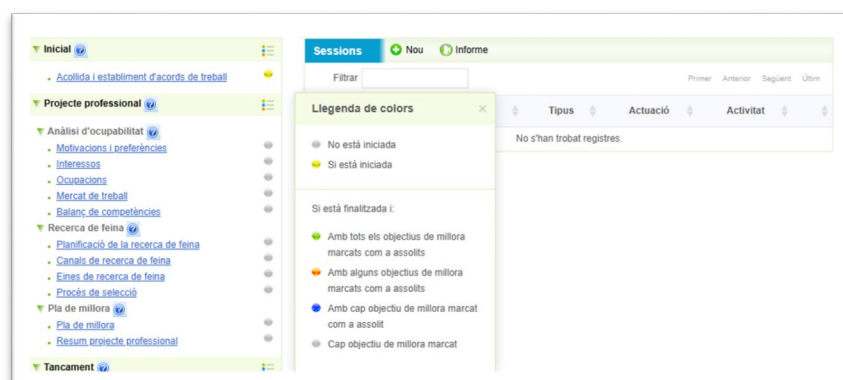 Inicial
Acollida i establiment d'acords de treball
Projecte professional
Anàlisi d'ocupabilitat
Motivacions i preferències
Interessos
Ocupacions
Mercat de treball
Balanç de competències
Recerca de feina
Planificació de la recerca de feina
Canals de recerca de feina
Eines de recerca de feina
Procès de selecció
Pla de millora
Pla de millora
Resum projecte professional
Tancament
Sessions Nou Informe
Filtrar Primer Anterior Següent Últim
Tipus Actuació Activitat
No s'han trobat registres.
Llegenda de colors ×
No està iniciada
Si està iniciada
Si està finalitzada i:
Amb tots els objectius de millora
marcats com a assolits
Amb alguns objectius de millora
marcats com a assolits
Amb cap objectiu de millora marcat
com a assolit
Cap objectiu de millora marcat